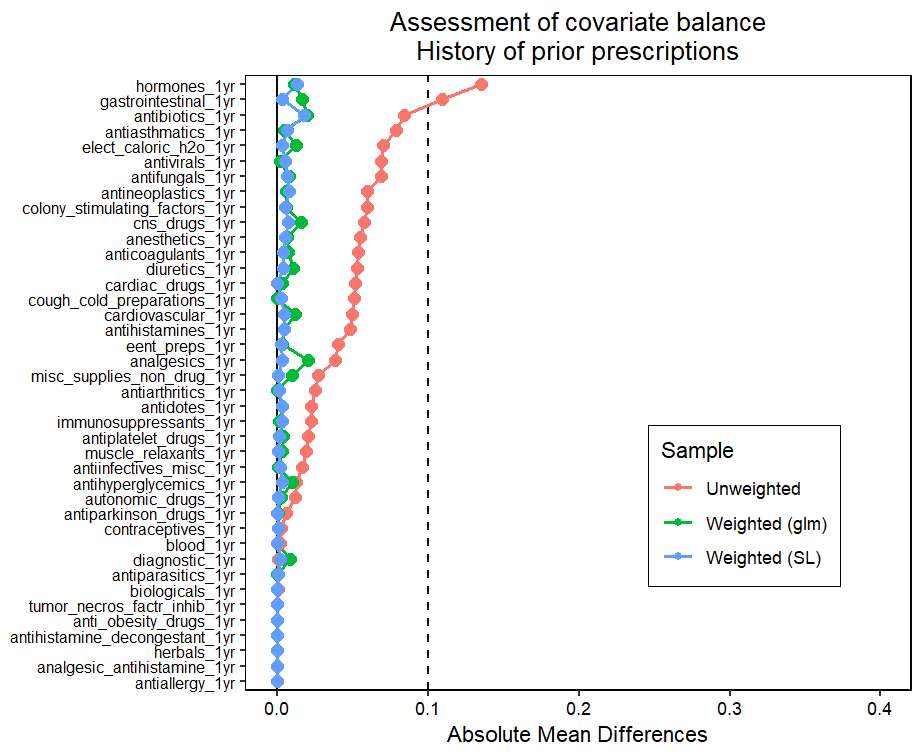 Assessment of covariate balance
History of prior prescriptions
hormones_1yr
gastrointestinal_1yr
antibiotics_1yr
antiasthmatics_1yr
elect_caloric_h2o_1yr
antivirals_1yr
antifungals_1yr
antineoplastics_1yr
colony_stimulating_factors_1yr
cns_drugs_1yr
anesthetics_1yr
anticoagulants_1yr
diuretics_1yr
cardiac_drugs_1yr
cough_cold_preparations_1yr
cardiovascular_1yr
antihistamines_1yr
eent_preps_1yr
analgesics_1yr
misc_supplies_non_drug_1yr
antiarthritics_1yr
antidotes_1yr
immunosuppressants_1yr
antiplatelet_drugs_1yr
muscle_relaxants_1yr
antiinfectives_misc_1yr
antihyperglycemics_1yr
autonomic_drugs_1yr
antiparkinson_drugs_1yr
contraceptives_1yr
blood_1yr
diagnostic_1yr
antiparasitics_1yr
biologicals_1yr
tumor_necros_factr_inhib_1yr
anti_obesity_drugs_1yr
antihistamine_decongestant_1yr
herbals_1yr
analgesic_antihistamine_1yr
antiallergy_1yr
Sample
Unweighted
Weighted (glm)
Weighted (SL)
0.0 0.1 0.2 0.3 0.4
Absolute Mean Differences